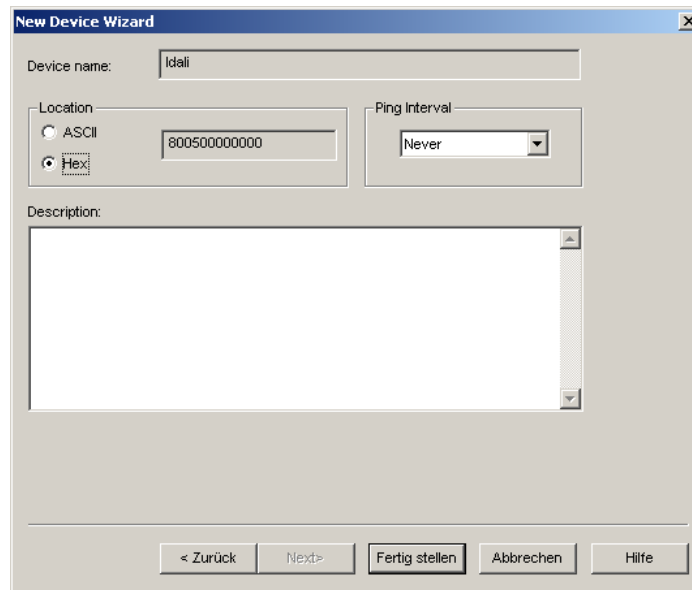 New Device Wizard
Device name:
ldali
Location
ASCII
Hex
800500000000
Ping Interval
Never
Description:
< Zurück
Next>
Fertig stellen
Abbrechen
Hilfe